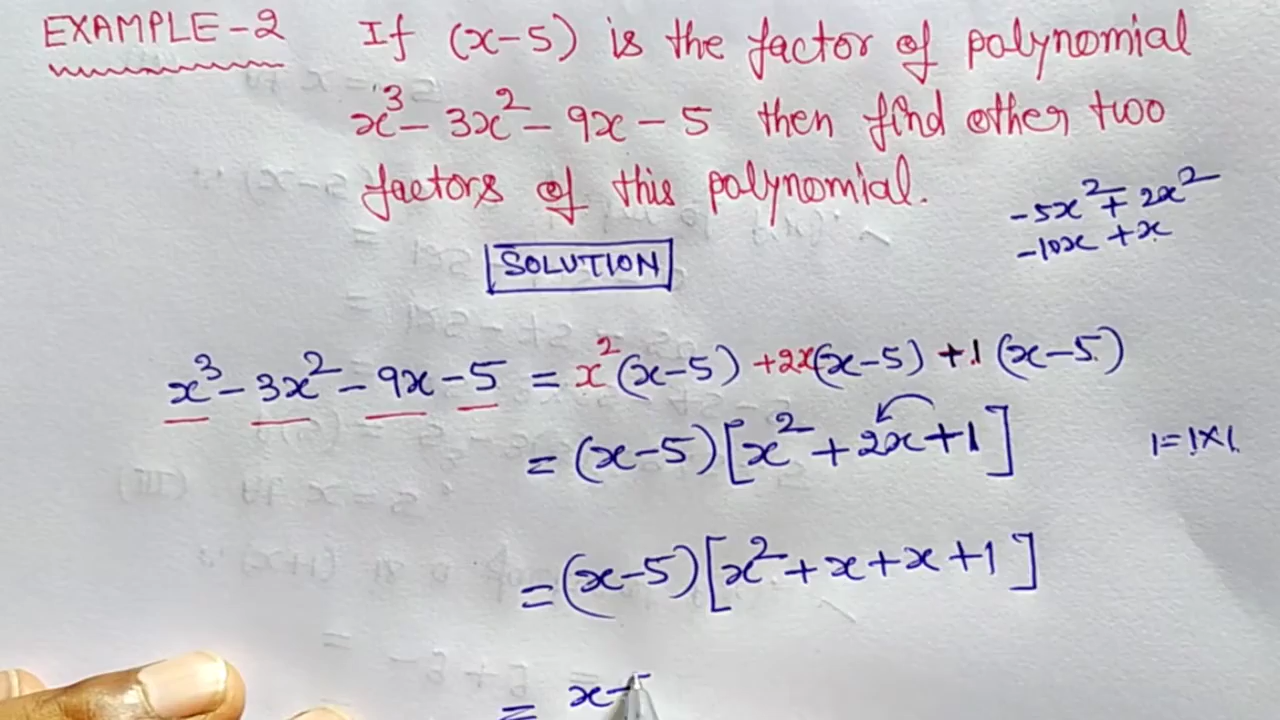 EXAMPLE-2 If (x-5) is the factor of polynomial
x³ - 3x² - 9x - 5 then find other two
factors of this polynomial.
-5x² + 2x²
-10x + x
SOLUTION
x³ - 3x² - 9x - 5 = x²(x-5) +2x(x-5) +1(x-5)
= (x-5)[x² + 2x + 1]
1 = 1×1
= (x-5)[x² + x + x + 1]
= x-5